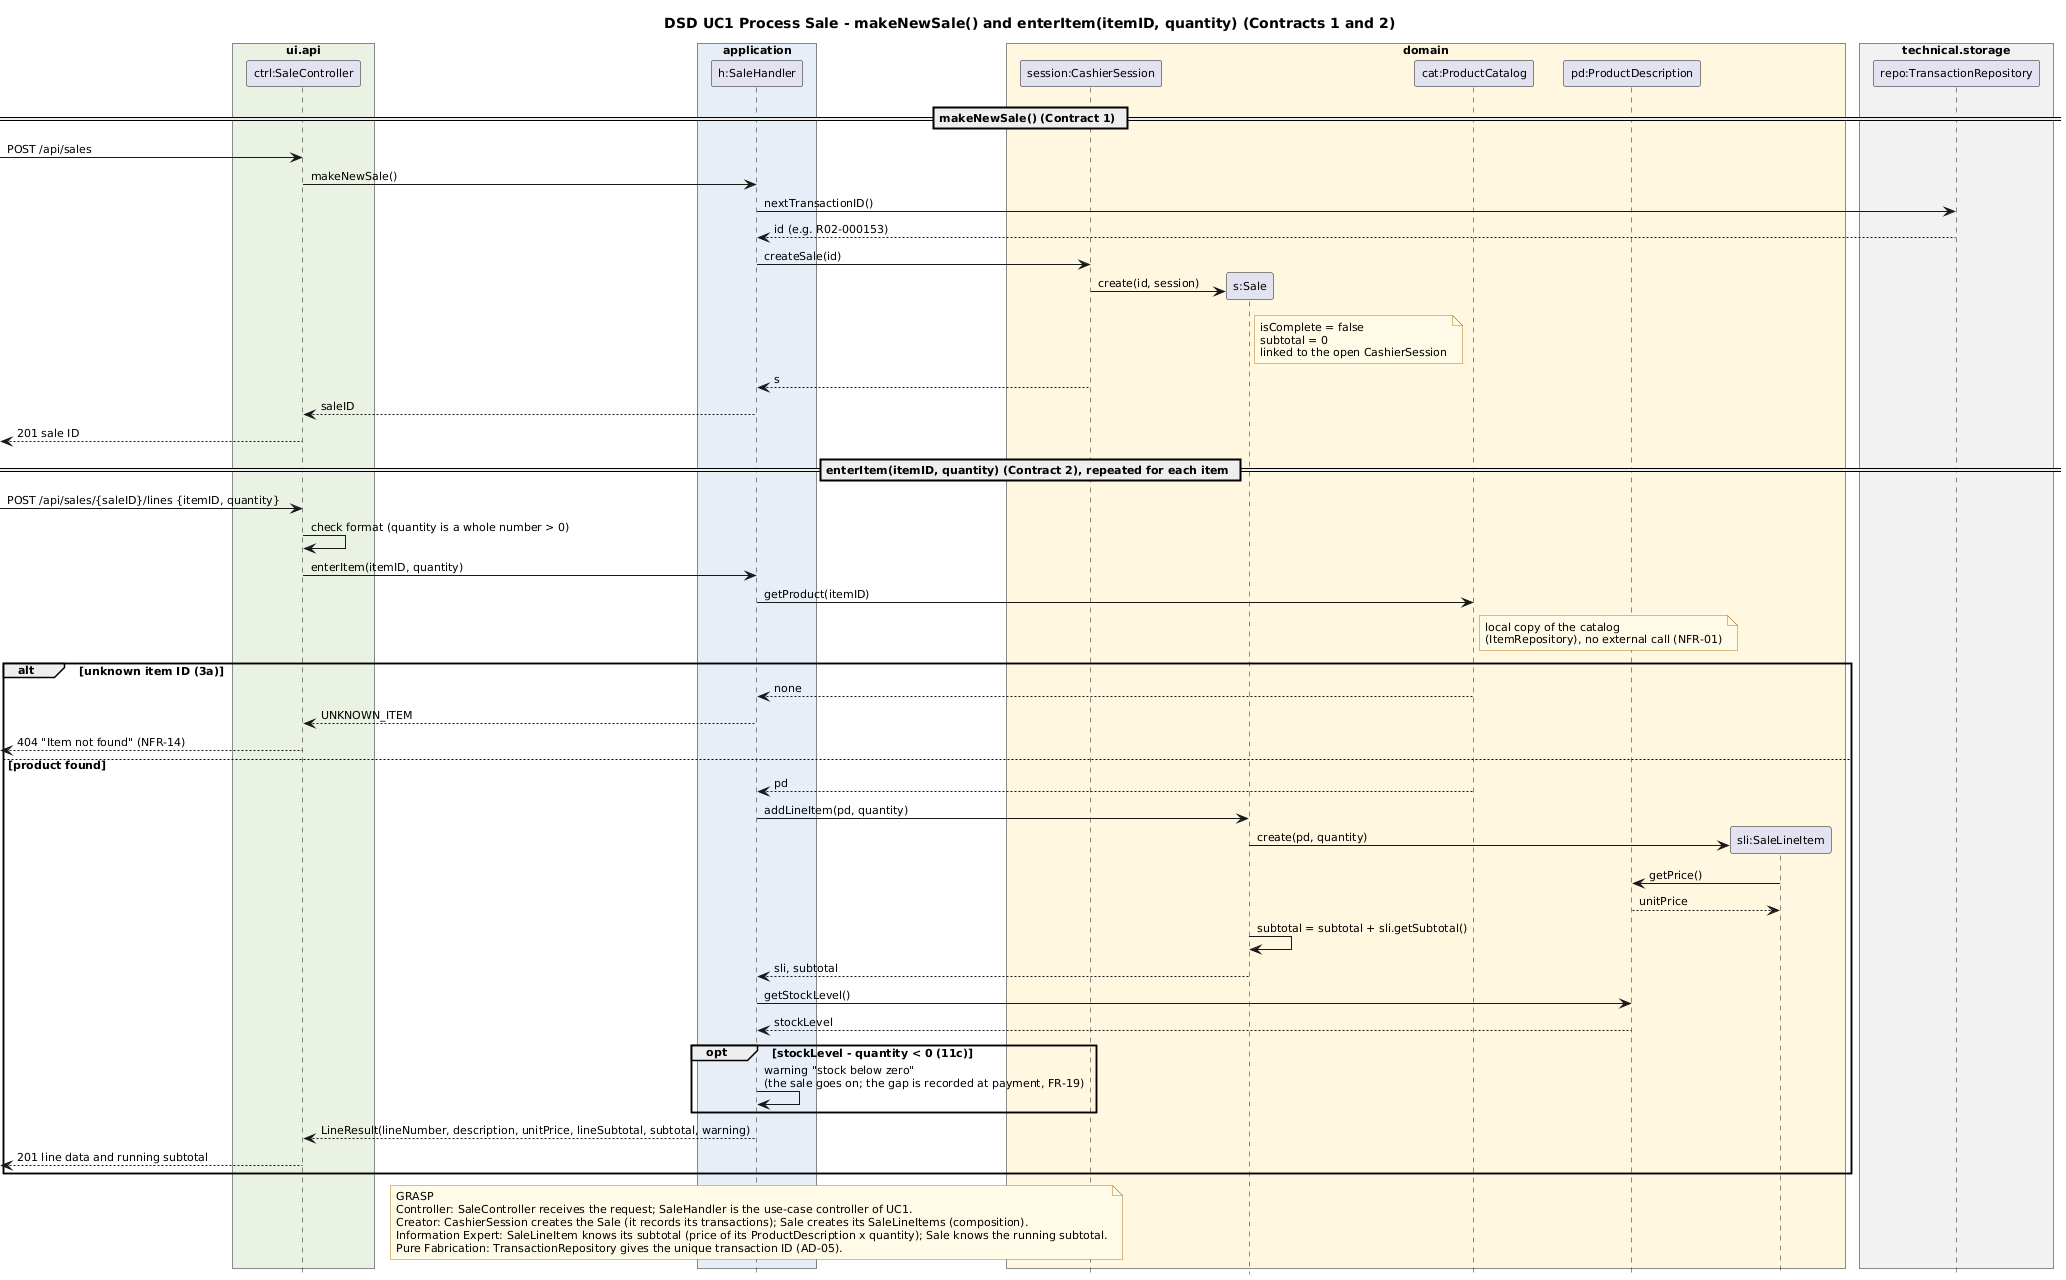 DSD UC1 Process Sale - makeNewSale() and enterItem(itemID, quantity) (Contracts 1 and 2)
ui.api
application
domain
technical.storage
ctrl:SaleController
h:SaleHandler
session:CashierSession
cat:ProductCatalog
pd:ProductDescription
repo:TransactionRepository
makeNewSale() (Contract 1)
POST /api/sales
makeNewSale()
nextTransactionID()
id (e.g. R02-000153)
createSale(id)
create(id, session)
s:Sale
isComplete = false
subtotal = 0
linked to the open CashierSession
s
saleID
201 sale ID
enterItem(itemID, quantity) (Contract 2), repeated for each item
POST /api/sales/{saleID}/lines {itemID, quantity}
check format (quantity is a whole number > 0)
enterItem(itemID, quantity)
getProduct(itemID)
local copy of the catalog
(ItemRepository), no external call (NFR-01)
alt
[unknown item ID (3a)]
none
UNKNOWN_ITEM
404 "Item not found" (NFR-14)
[product found]
pd
addLineItem(pd, quantity)
create(pd, quantity)
sli:SaleLineItem
getPrice()
unitPrice
subtotal = subtotal + sli.getSubtotal()
sli, subtotal
getStockLevel()
stockLevel
opt
[stockLevel - quantity < 0 (11c)]
warning "stock below zero"
(the sale goes on; the gap is recorded at payment, FR-19)
LineResult(lineNumber, description, unitPrice, lineSubtotal, subtotal, warning)
201 line data and running subtotal
GRASP
Controller: SaleController receives the request; SaleHandler is the use-case controller of UC1.
Creator: CashierSession creates the Sale (it records its transactions); Sale creates its SaleLineItems (composition).
Information Expert: SaleLineItem knows its subtotal (price of its ProductDescription x quantity); Sale knows the running subtotal.
Pure Fabrication: TransactionRepository gives the unique transaction ID (AD-05).